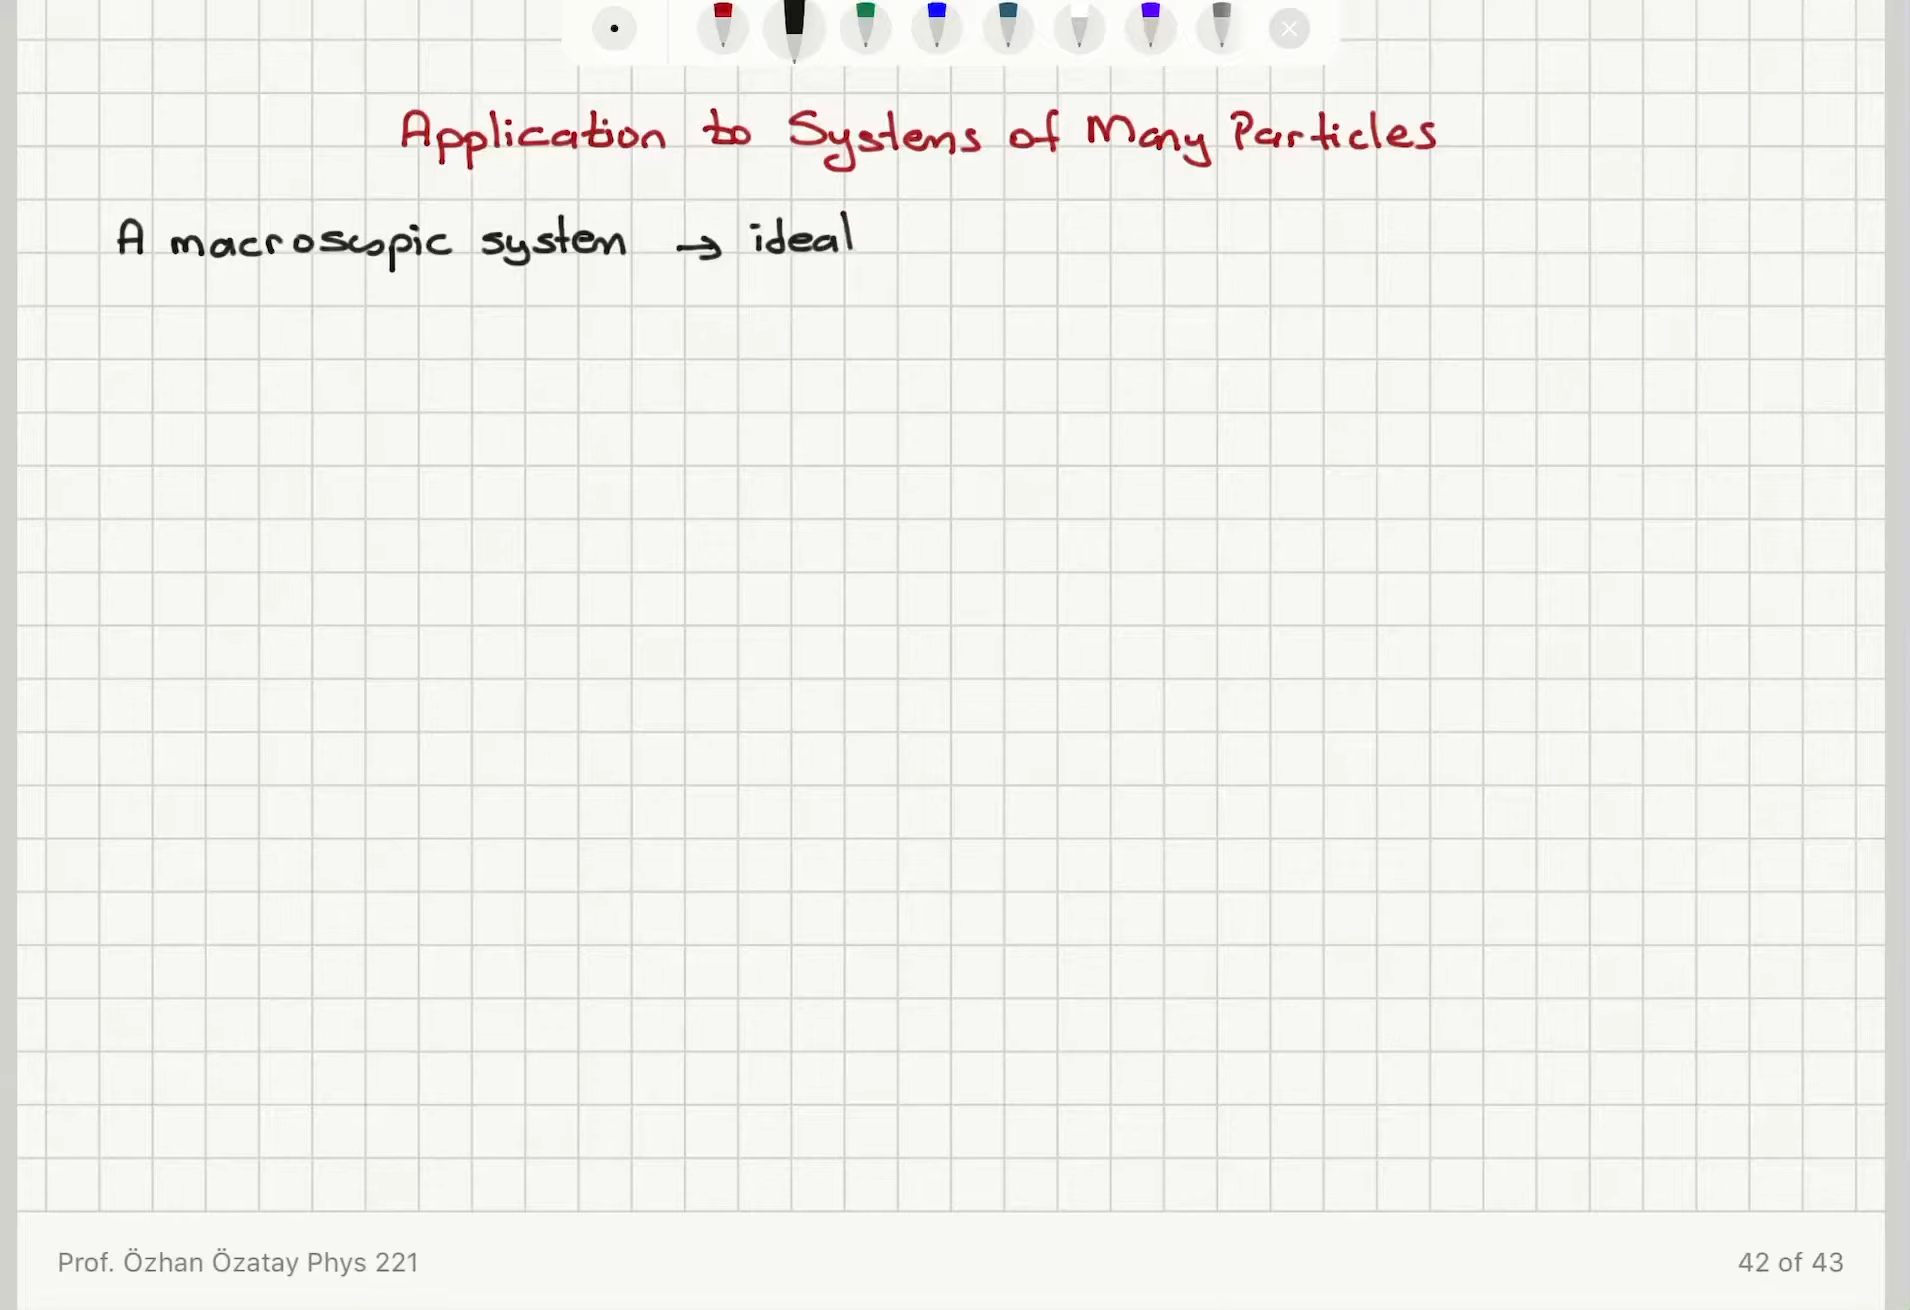 Application to Systems of Many Particles
A macroscopic system → ideal
Prof. Özhan Özatay Phys 221
42 of 43